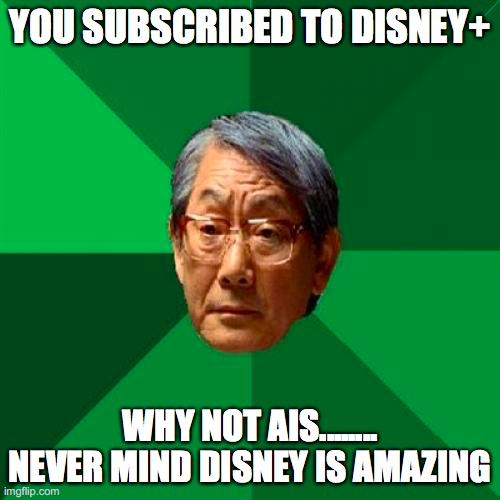 YOU SUBSCRIBED TO DISNEY+
WHY NOT AIS........
NEVER MIND DISNEY IS AMAZING
imgflip.com